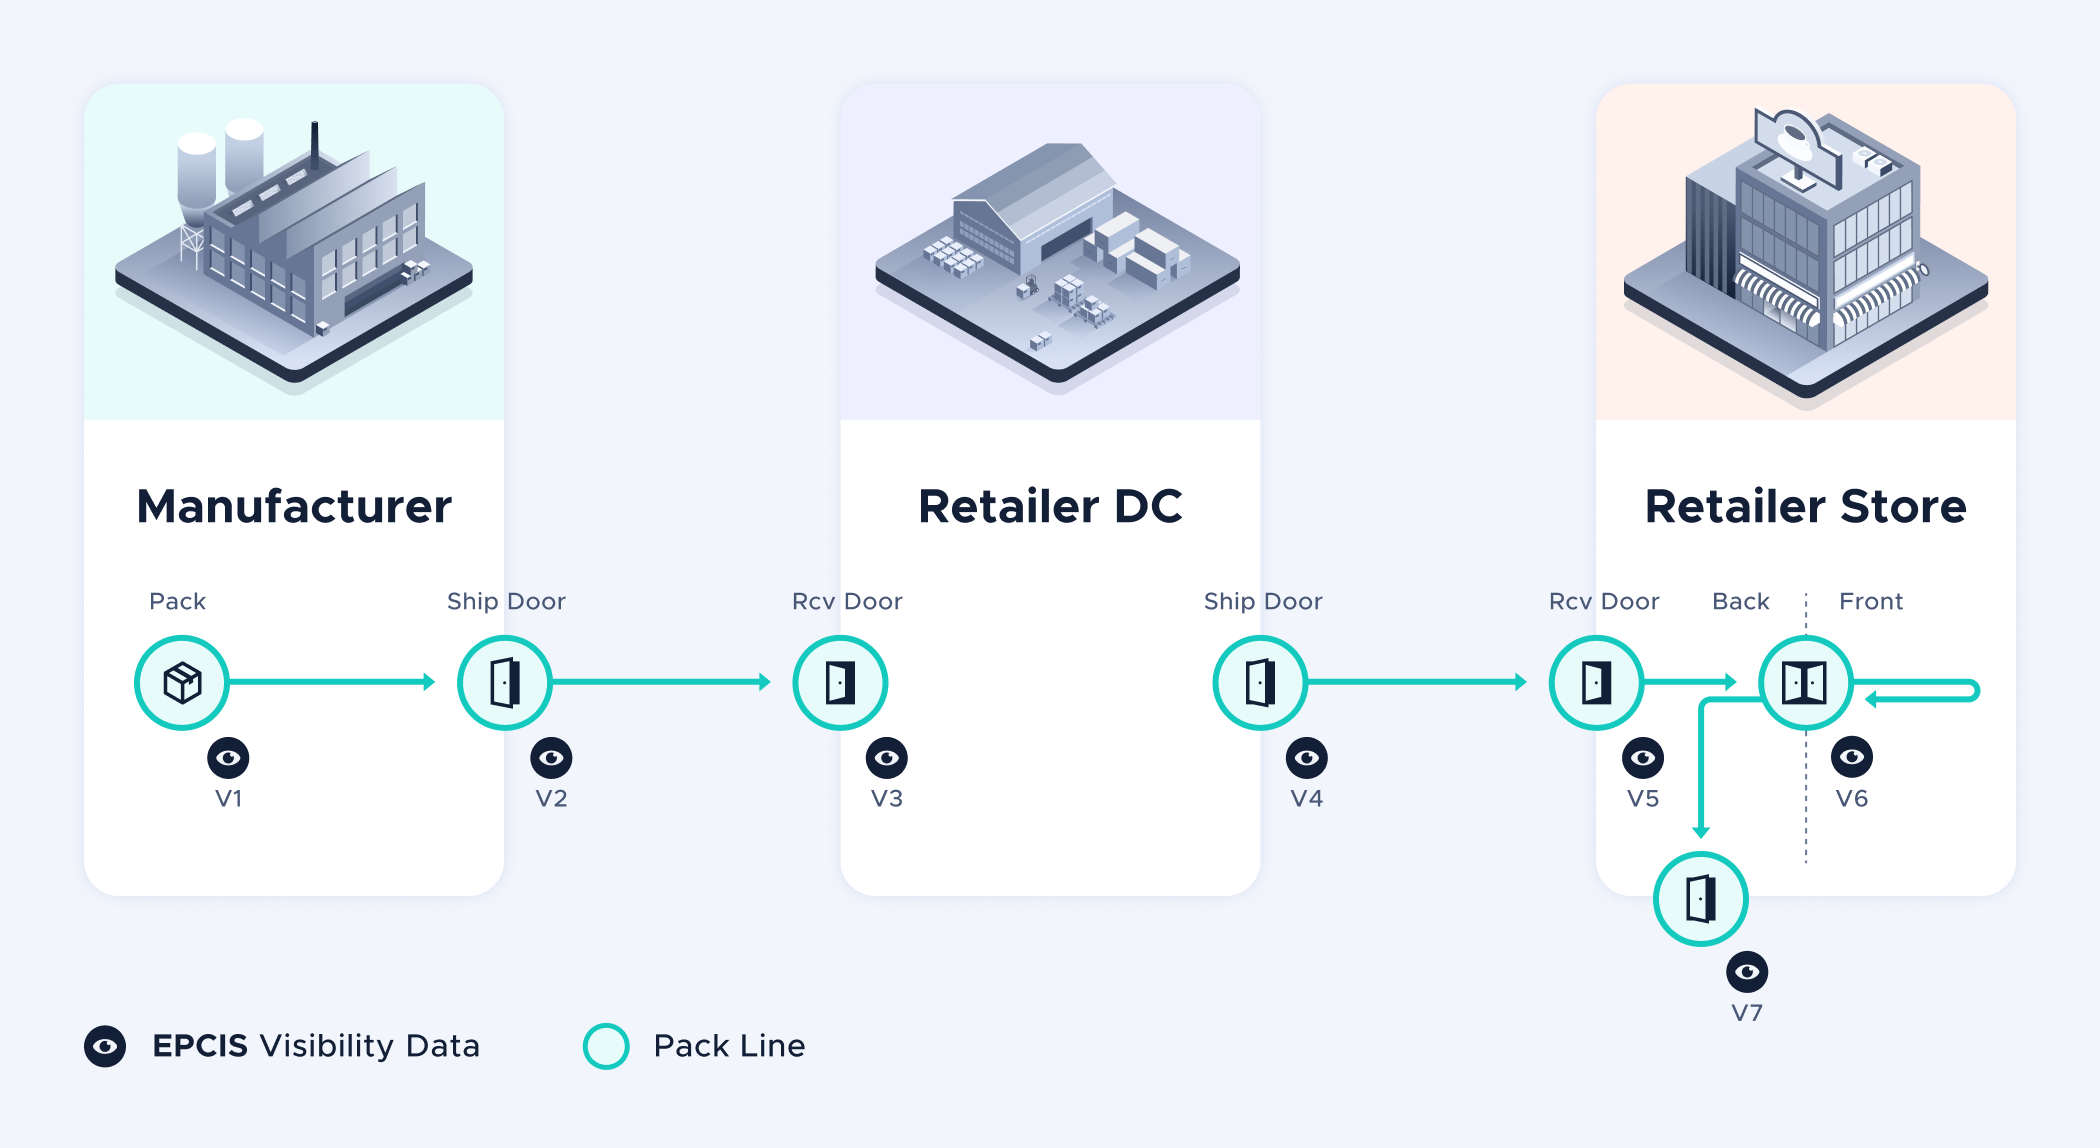 Manufacturer
Retailer DC
Retailer Store
Pack
Ship Door
Rcv Door
Ship Door
Rcv Door
Back
Front
V1
V2
V3
V4
V5
V6
V7
EPCIS Visibility Data
Pack Line